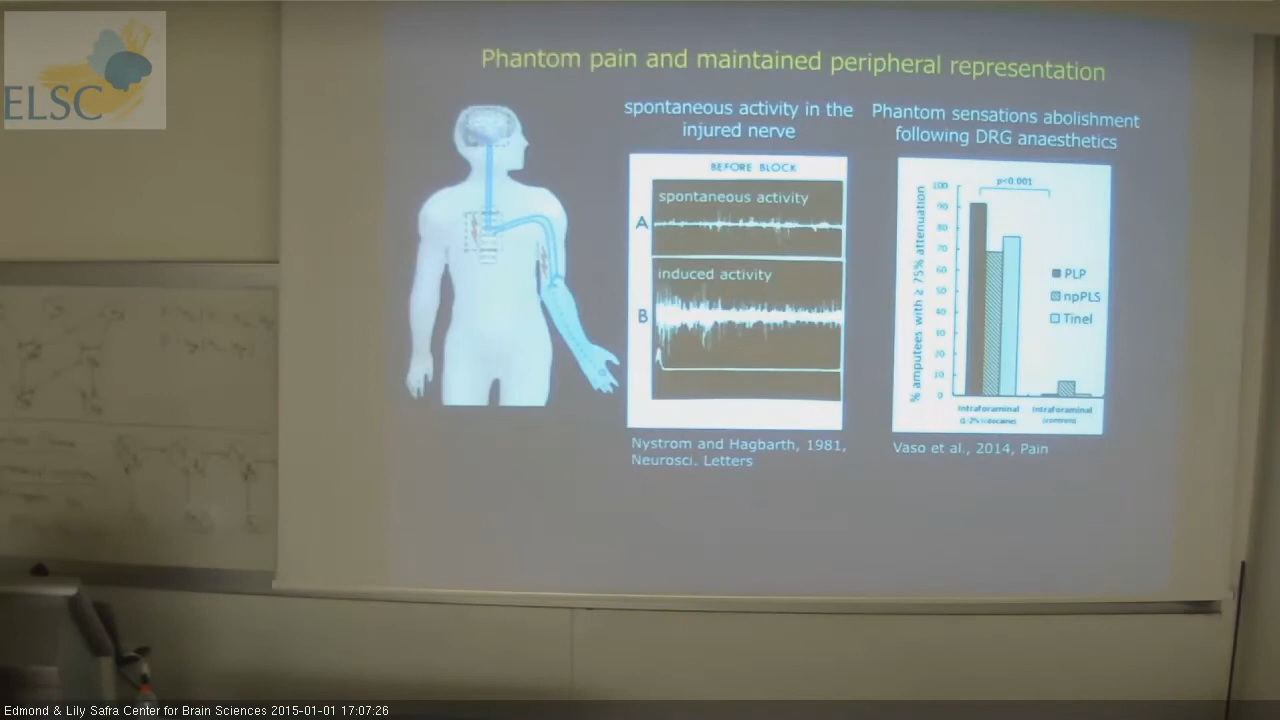 ELSC
Phantom pain and maintained peripheral representation
spontaneous activity in the
injured nerve
BEFORE BLOCK
spontaneous activity
A
induced activity
B
Nystrom and Hagbarth, 1981,
Neurosci. Letters
Phantom sensations abolishment
following DRG anaesthetics
p<0.001
% amputees with ≥ 75% attenuation
100
90
80
70
60
50
40
30
20
10
0
PLP
npPLS
Tinel
Intraforaminal
Intraforaminal
Vaso et al., 2014, Pain
Edmond & Lily Safra Center for Brain Sciences 2015-01-01 17:07:26